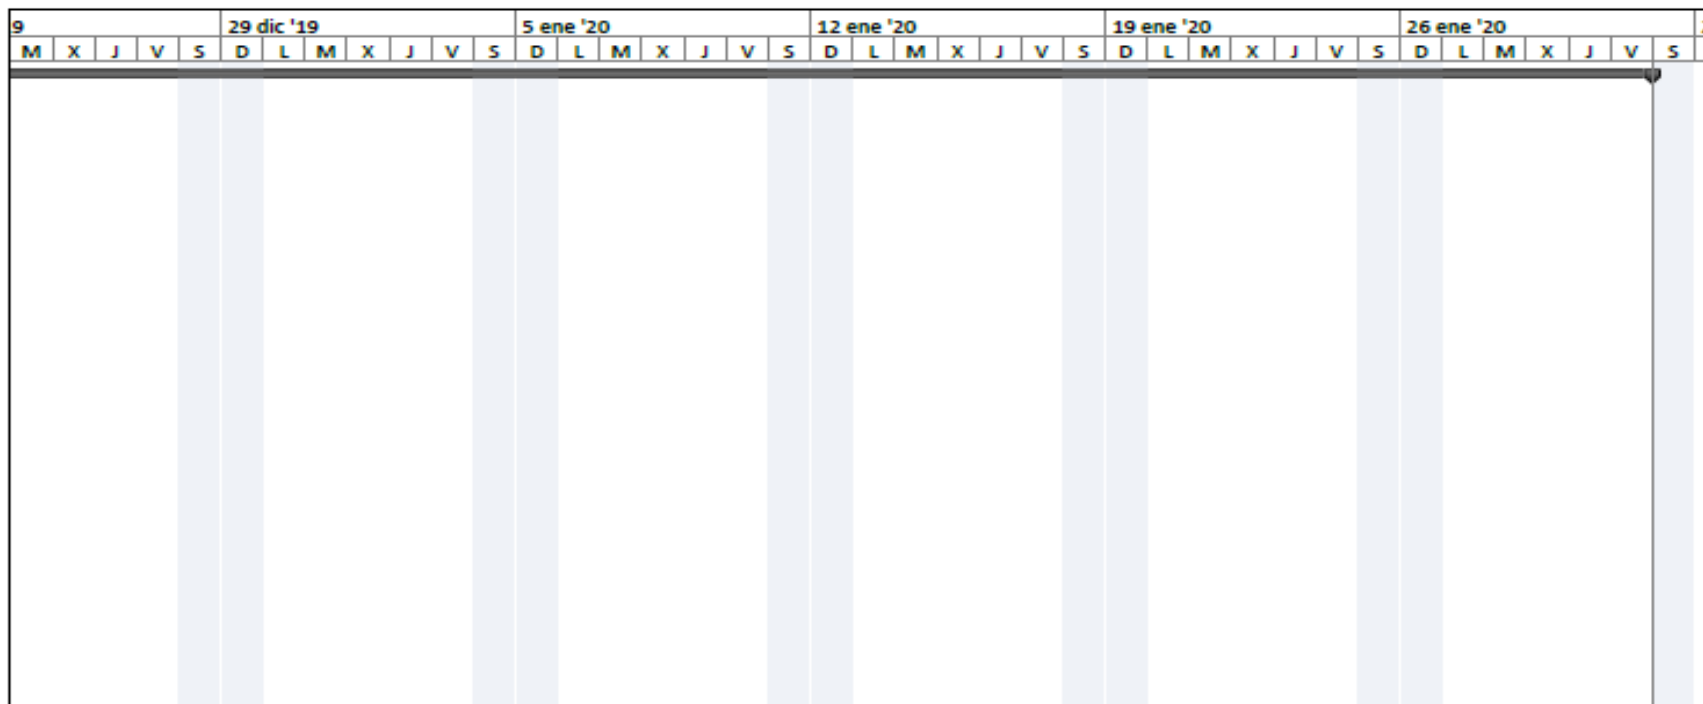 9 29 dic '19 5 ene '20 12 ene '20 19 ene '20 26 ene '20
M X J V S D L M X J V S D L M X J V S D L M X J V S D L M X J V S D L M X J V S